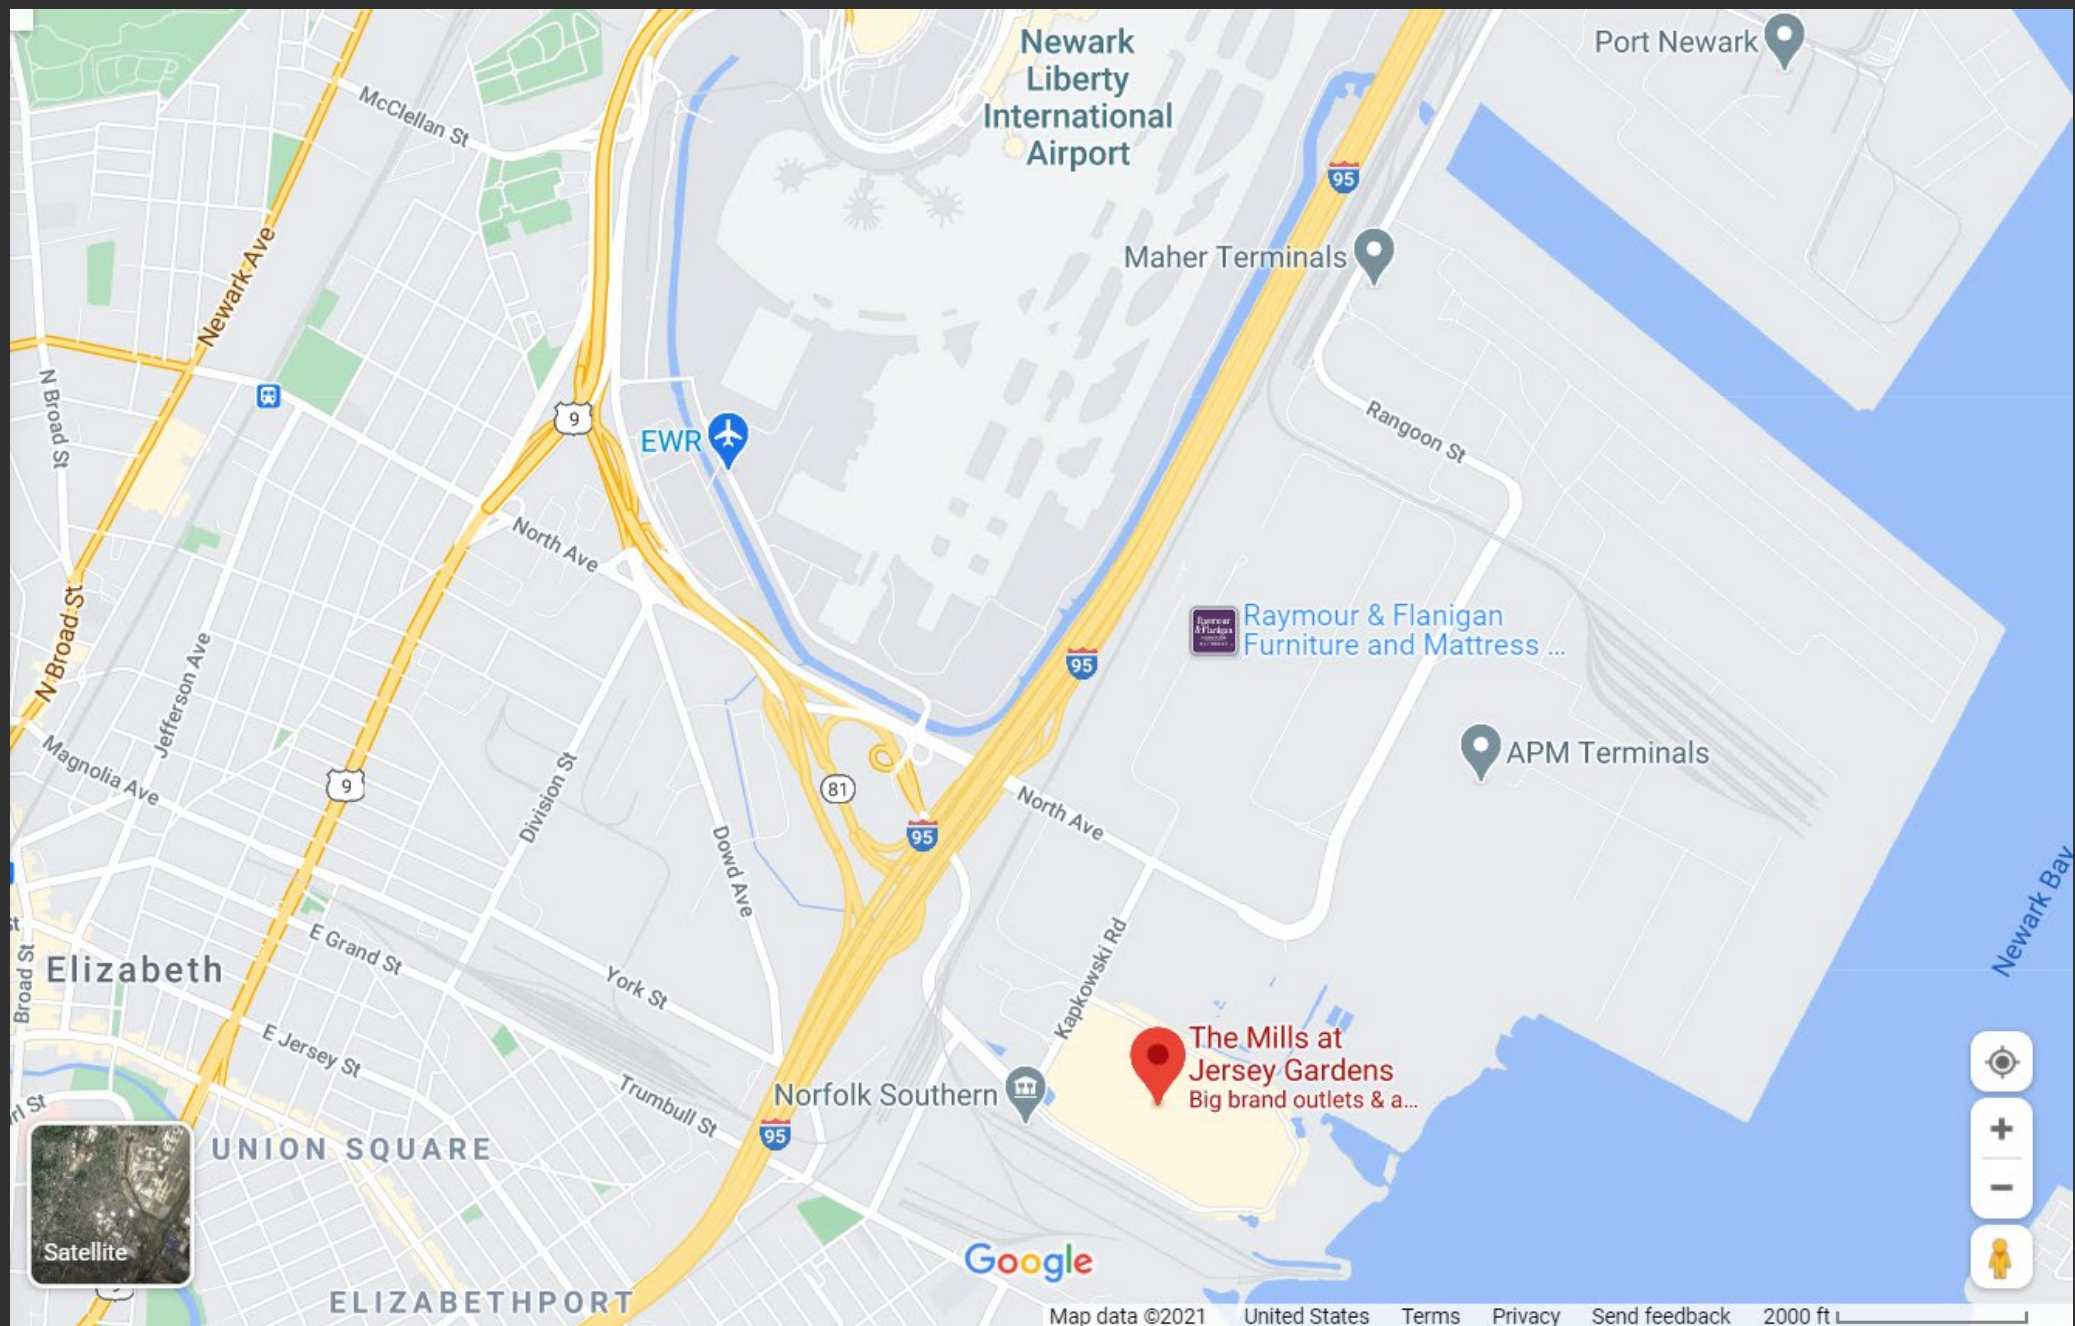 Newark
Liberty
International
Airport
Port Newark
McClellan St
95
Newark Ave
Maher Terminals
N Broad St
9
EWR
Rangoon St
North Ave
Raymour & Flanigan
Furniture and Mattress ...
95
N Broad St
Jefferson Ave
Magnolia Ave
9
Division St
81
APM Terminals
North Ave
95
Dowd Ave
Newark Bay
E Grand St
Elizabeth
York St
Kapkowski Rd
Broad St
E Jersey St
The Mills at
Jersey Gardens
Big brand outlets & a...
Norfolk Southern
Trumbull St
95
UNION SQUARE
Satellite
Google
ELIZABETHPORT
Map data ©2021 United States Terms Privacy Send feedback 2000 ft